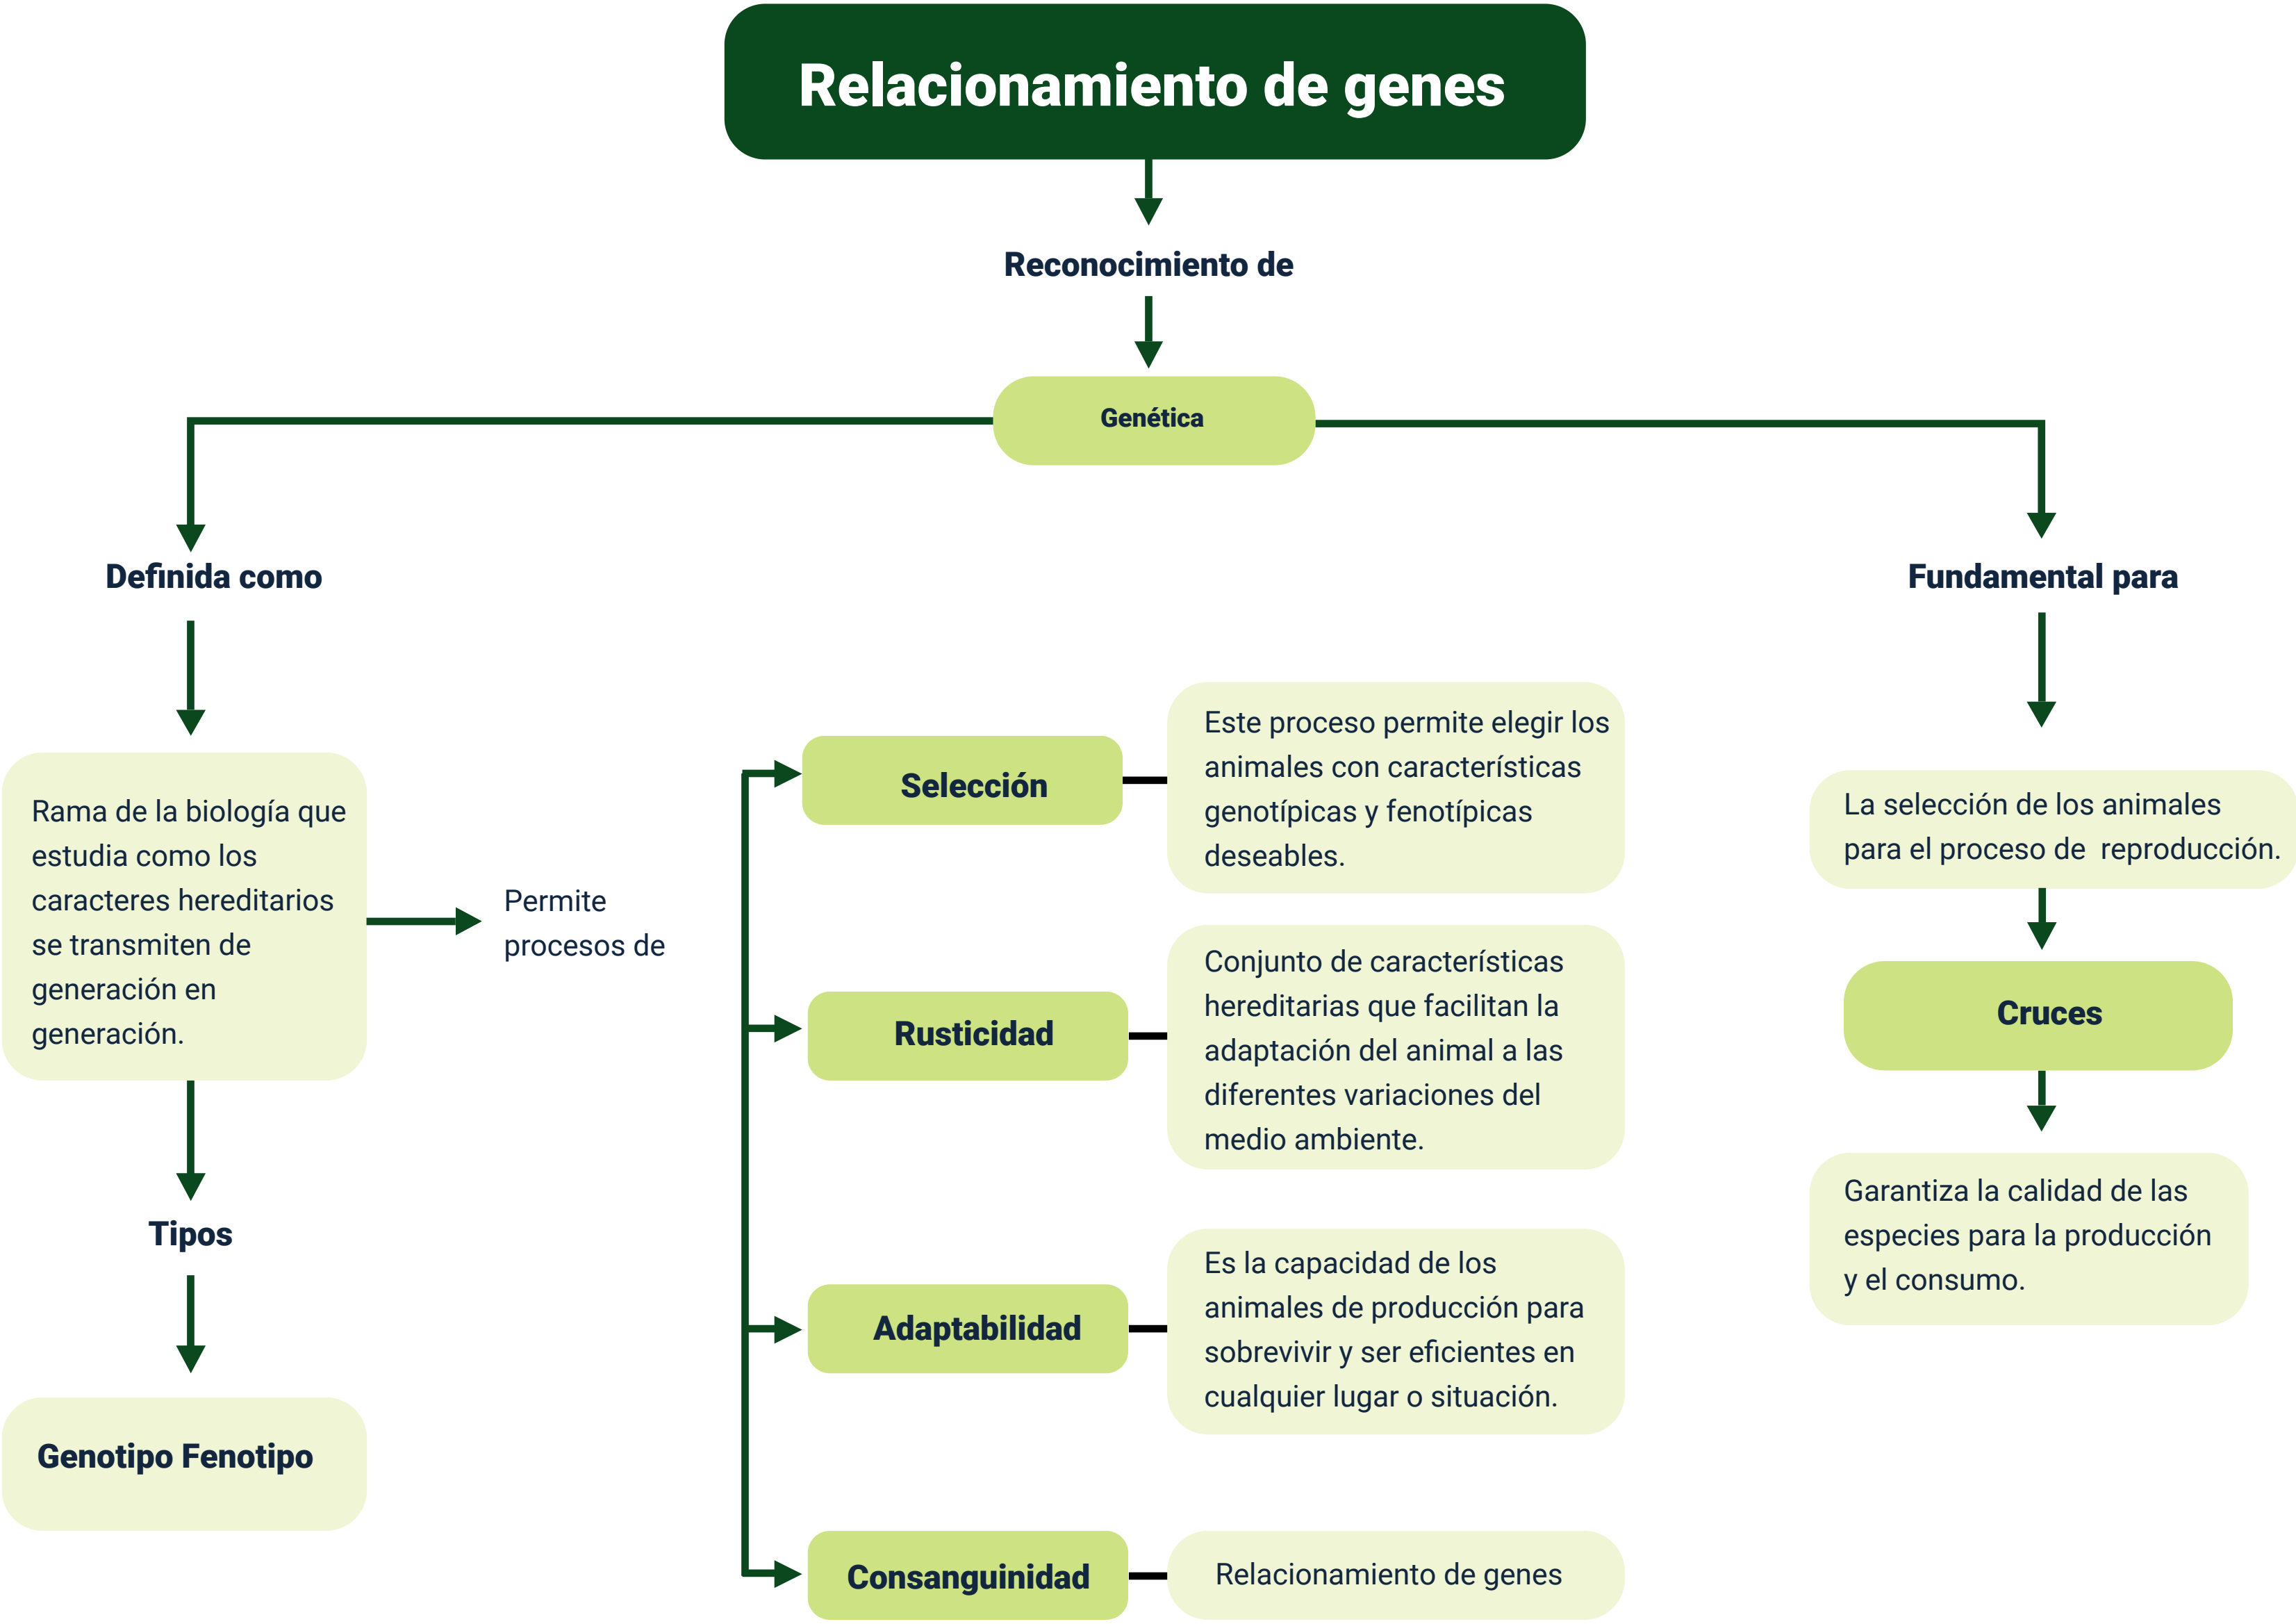 Relacionamiento de genes
Reconocimiento de
Genética
Definida como
Rama de la biología que
estudia como los
caracteres hereditarios
se transmiten de
generación en
generación.
Tipos
Genotipo Fenotipo
Permite
procesos de
Selección
Este proceso permite elegir los
animales con características
genotípicas y fenotípicas
deseables.
Rusticidad
Conjunto de características
hereditarias que facilitan la
adaptación del animal a las
diferentes variaciones del
medio ambiente.
Adaptabilidad
Es la capacidad de los
animales de producción para
sobrevivir y ser eficientes en
cualquier lugar o situación.
Consanguinidad
Relacionamiento de genes
Fundamental para
La selección de los animales
para el proceso de  reproducción.
Cruces
Garantiza la calidad de las
especies para la producción
y el consumo.